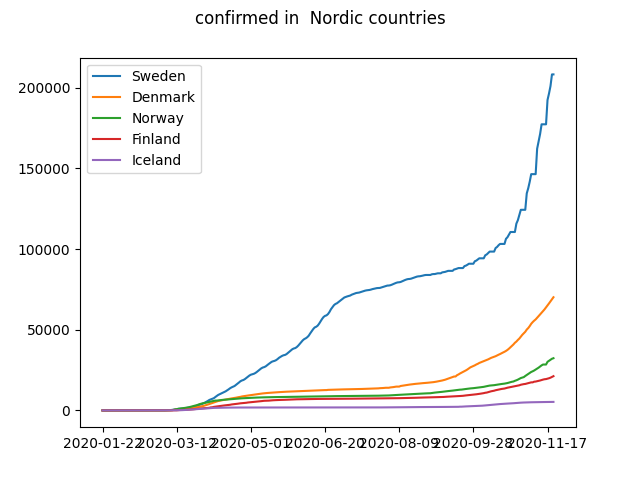 confirmed in  Nordic countries
Sweden
Denmark
Norway
Finland
Iceland
200000
150000
100000
50000
0
2020-01-22 2020-03-12 2020-05-01 2020-06-20 2020-08-09 2020-09-28 2020-11-17